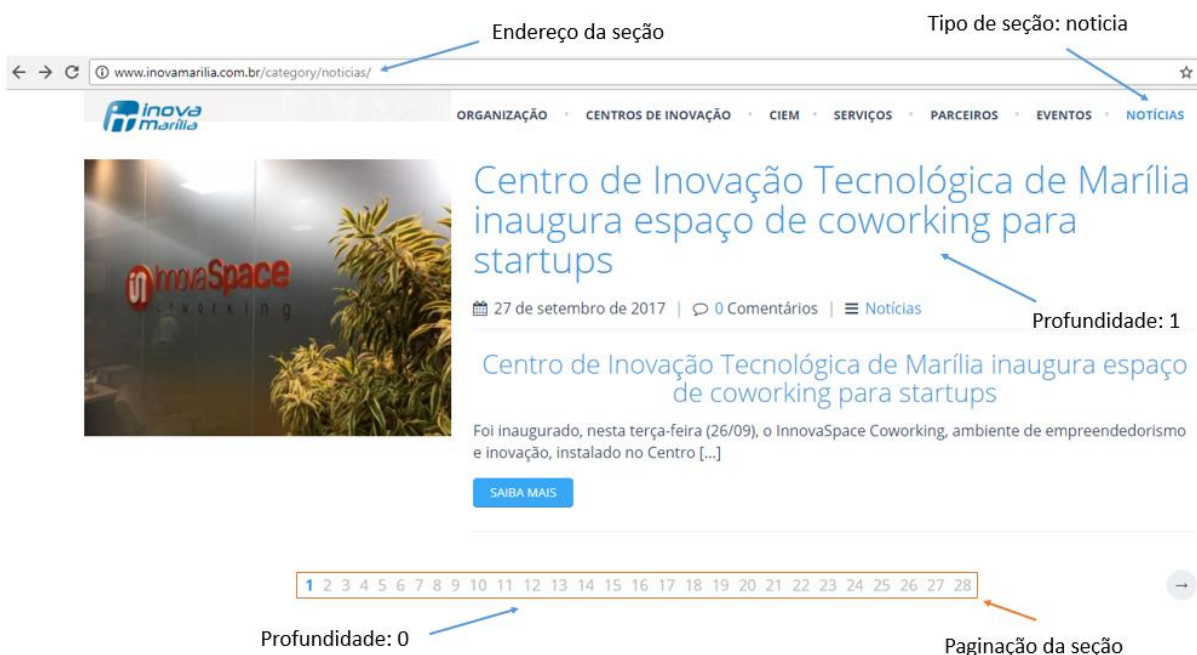 Endereço da seção
Tipo de seção: noticia
www.inovamarilia.com.br/category/noticias/
inova
marília
ORGANIZAÇÃO CENTROS DE INOVAÇÃO CIEM SERVIÇOS PARCEIROS EVENTOS NOTÍCIAS
Centro de Inovação Tecnológica de Marília
inaugura espaço de coworking para
startups
InnovaSpace
coworking
27 de setembro de 2017 | 0 Comentários | Notícias
Profundidade: 1
Centro de Inovação Tecnológica de Marília inaugura espaço
de coworking para startups
Foi inaugurado, nesta terça-feira (26/09), o InnovaSpace Coworking, ambiente de empreendedorismo
e inovação, instalado no Centro [...]
SAIBA MAIS
1 2 3 4 5 6 7 8 9 10 11 12 13 14 15 16 17 18 19 20 21 22 23 24 25 26 27 28
Profundidade: 0
Paginação da seção